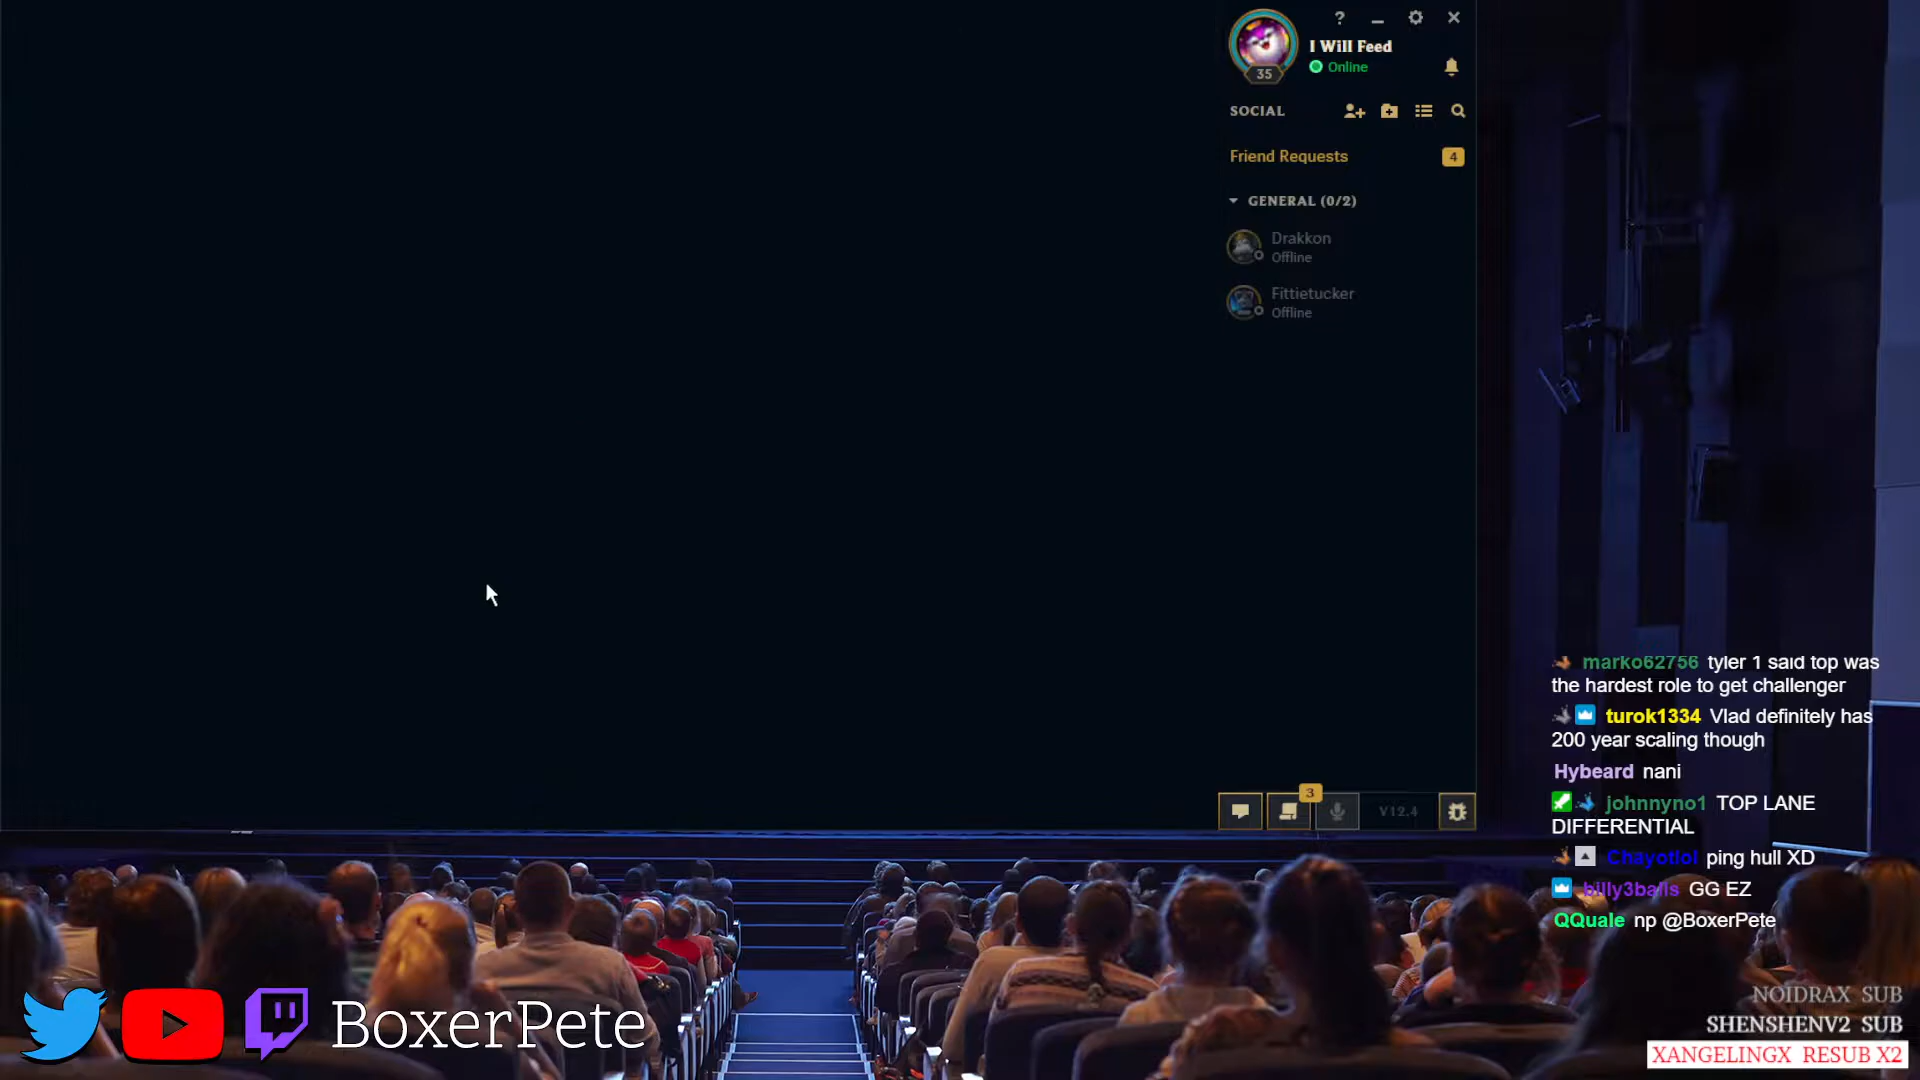 ?
I Will Feed
35
Online
SOCIAL
Friend Requests
4
GENERAL (0/2)
Drakkon
Offline
Fittietucker
Offline
3
V12.4
marko62756 tyler 1 said top was
the hardest role to get challenger
turok1334 Vlad definitely has
200 year scaling though
Hybeard nani
johnnyno1 TOP LANE
DIFFERENTIAL
Chayotlol ping hull XD
billy3balls GG EZ
QQuale np @BoxerPete
BoxerPete
NOIDRAX SUB
SHENSHENV2 SUB
XANGELINGX RESUB X2